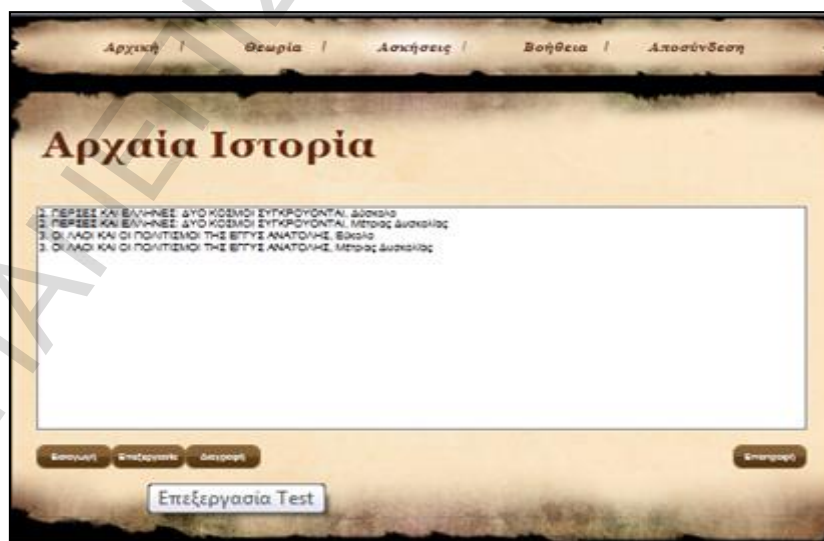 Αρχική / Θεωρία / Ασκήσεις / Βοήθεια / Αποσύνδεση
Αρχαία Ιστορία
2. ΠΕΡΣΕΣ ΚΑΙ ΕΛΛΗΝΕΣ: ΔΥΟ ΚΟΣΜΟΙ ΣΥΓΚΡΟΥΟΝΤΑΙ, Δύσκολο
2. ΠΕΡΣΕΣ ΚΑΙ ΕΛΛΗΝΕΣ: ΔΥΟ ΚΟΣΜΟΙ ΣΥΓΚΡΟΥΟΝΤΑΙ, Μέτριας Δυσκολίας
3. ΟΙ ΛΑΟΙ ΚΑΙ ΟΙ ΠΟΛΙΤΙΣΜΟΙ ΤΗΣ ΕΓΓΥΣ ΑΝΑΤΟΛΗΣ, Εύκολο
3. ΟΙ ΛΑΟΙ ΚΑΙ ΟΙ ΠΟΛΙΤΙΣΜΟΙ ΤΗΣ ΕΓΓΥΣ ΑΝΑΤΟΛΗΣ, Μέτριας Δυσκολίας
Εισαγωγή Επεξεργασία Διαγραφή Επιστροφή
Επεξεργασία Test